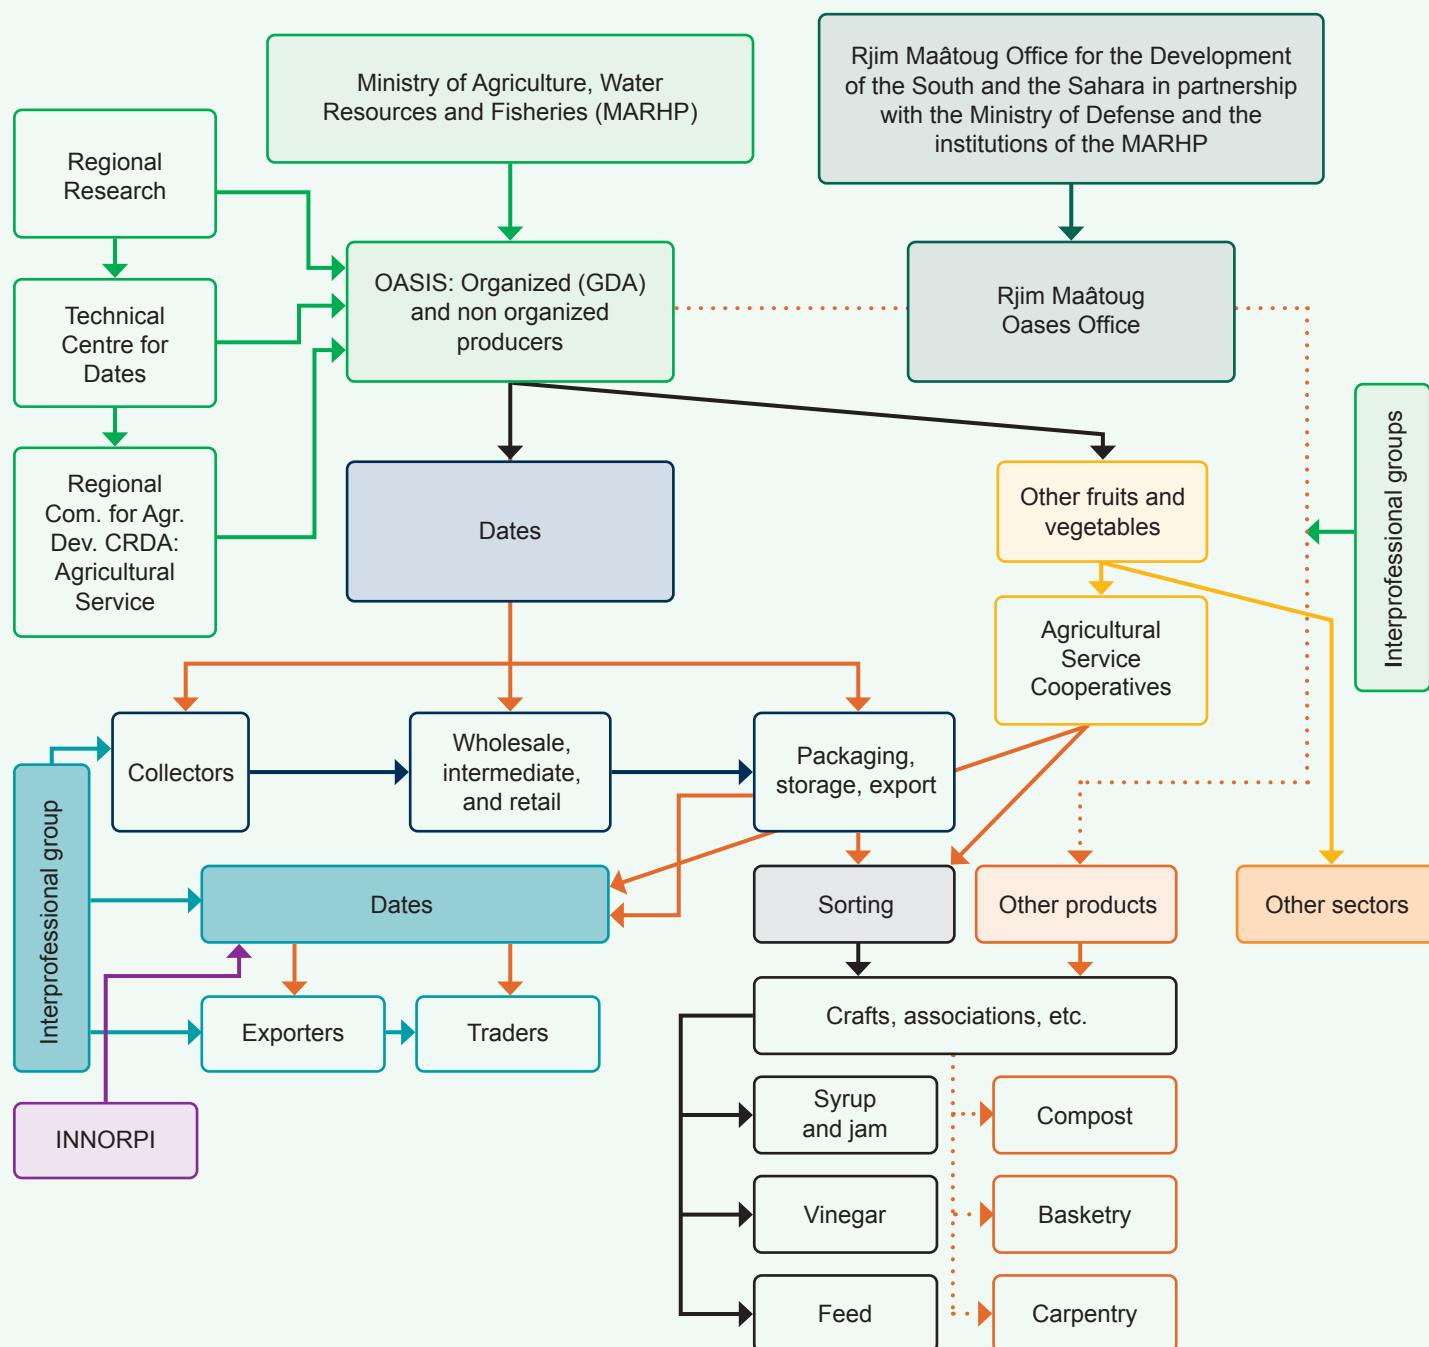 Ministry of Agriculture, Water
Resources and Fisheries (MARHP)
Rjim Maâtoug Office for the Development
of the South and the Sahara in partnership
with the Ministry of Defense and the
institutions of the MARHP
Regional
Research
OASIS: Organized (GDA)
and non organized
producers
Rjim Maâtoug
Oases Office
Technical
Centre for
Dates
Regional
Com. for Agr.
Dev. CRDA:
Agricultural
Service
Dates
Other fruits and
vegetables
Interprofessional groups
Agricultural
Service
Cooperatives
Collectors
Wholesale,
intermediate,
and retail
Packaging,
storage, export
Interprofessional group
Dates
Sorting
Other products
Other sectors
Exporters
Traders
Crafts, associations, etc.
INNORPI
Syrup
and jam
Compost
Vinegar
Basketry
Feed
Carpentry